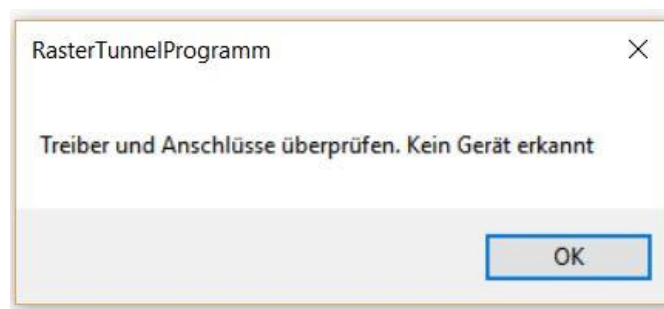 RasterTunnelProgramm
Treiber und Anschlüsse überprüfen. Kein Gerät erkannt
OK